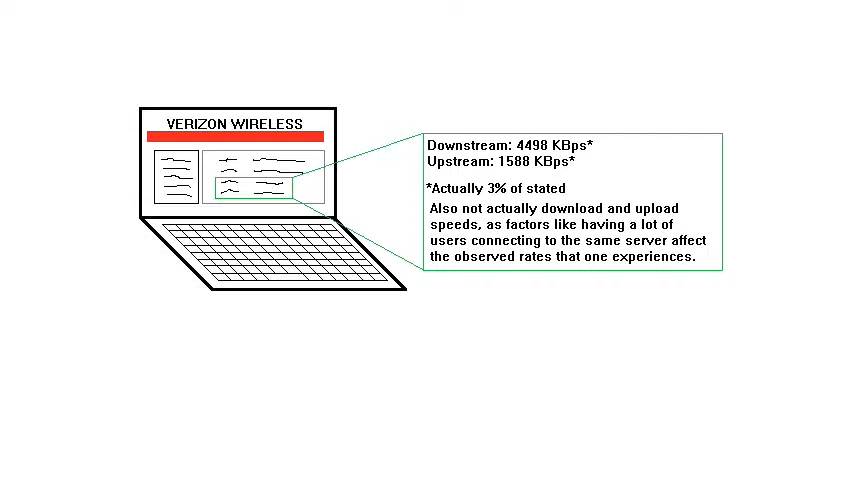 VERIZON WIRELESS
Downstream: 4498 KBps*
Upstream: 1588 KBps*
*Actually 3% of stated
Also not actually download and upload
speeds, as factors like having a lot of
users connecting to the same server affect
the observed rates that one experiences.